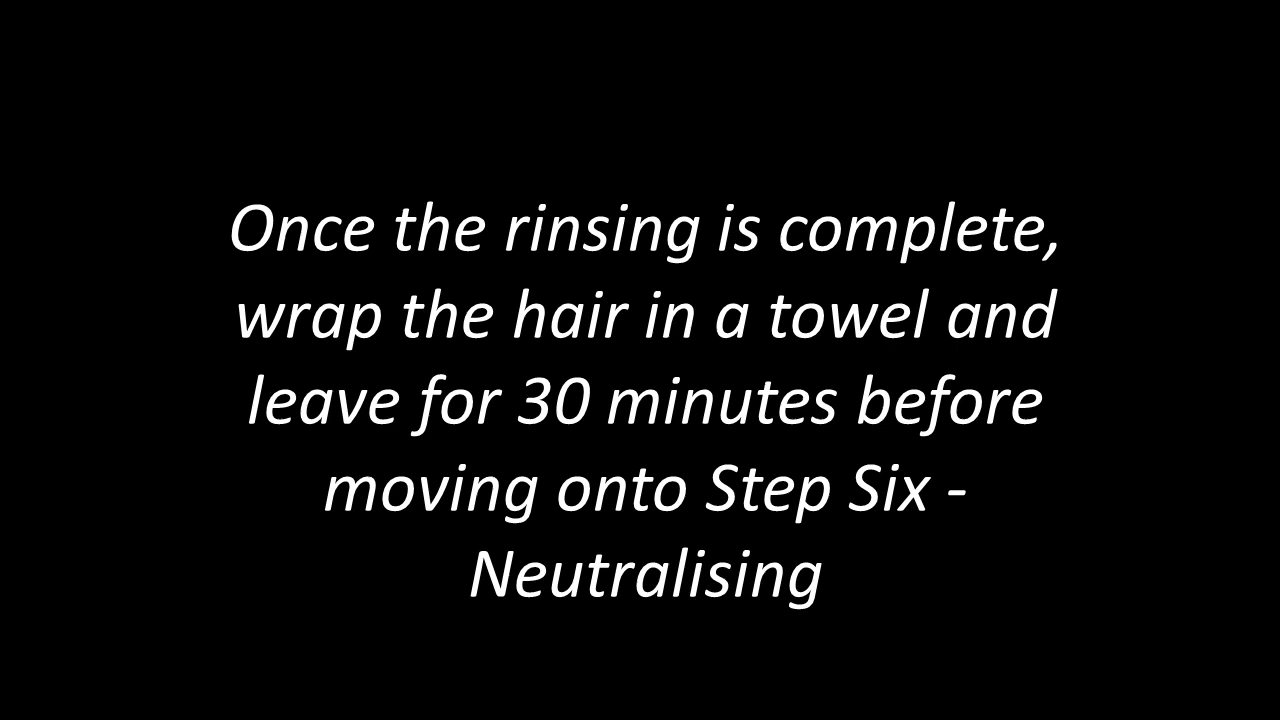 Once the rinsing is complete,
wrap the hair in a towel and
leave for 30 minutes before
moving onto Step Six -
Neutralising